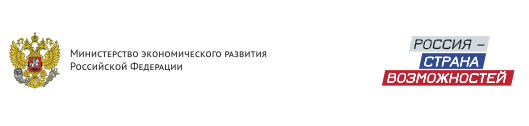 Министерство экономического развития
Российской Федерации
РОССИЯ –
СТРАНА
ВОЗМОЖНОСТЕЙ